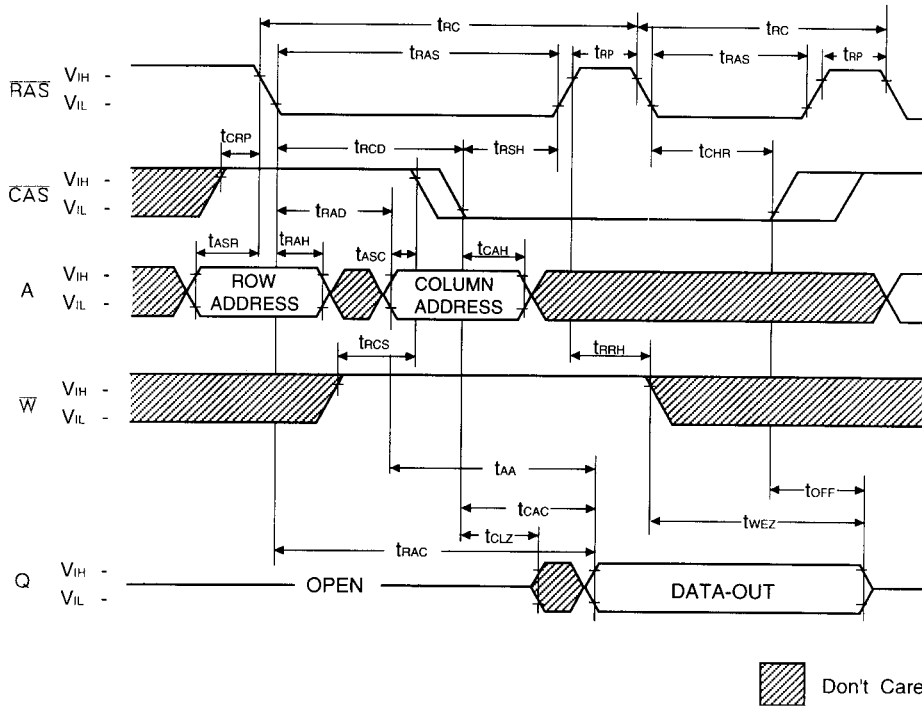 tRC tRC
tRAS tRP tRAS tRP
RAS VIH -
VIL -
tCRP tRCD tRSH tCHR
CAS VIH -
VIL -
tRAD
tASR tRAH tASC tCAH
A VIH - ROW ADDRESS COLUMN ADDRESS
VIL -
tRCS tRRH
W VIH -
VIL -
tAA tOFF
tCAC tWEZ
tCLZ
tRAC
Q VIH - OPEN DATA-OUT
VIL -
Don't Care